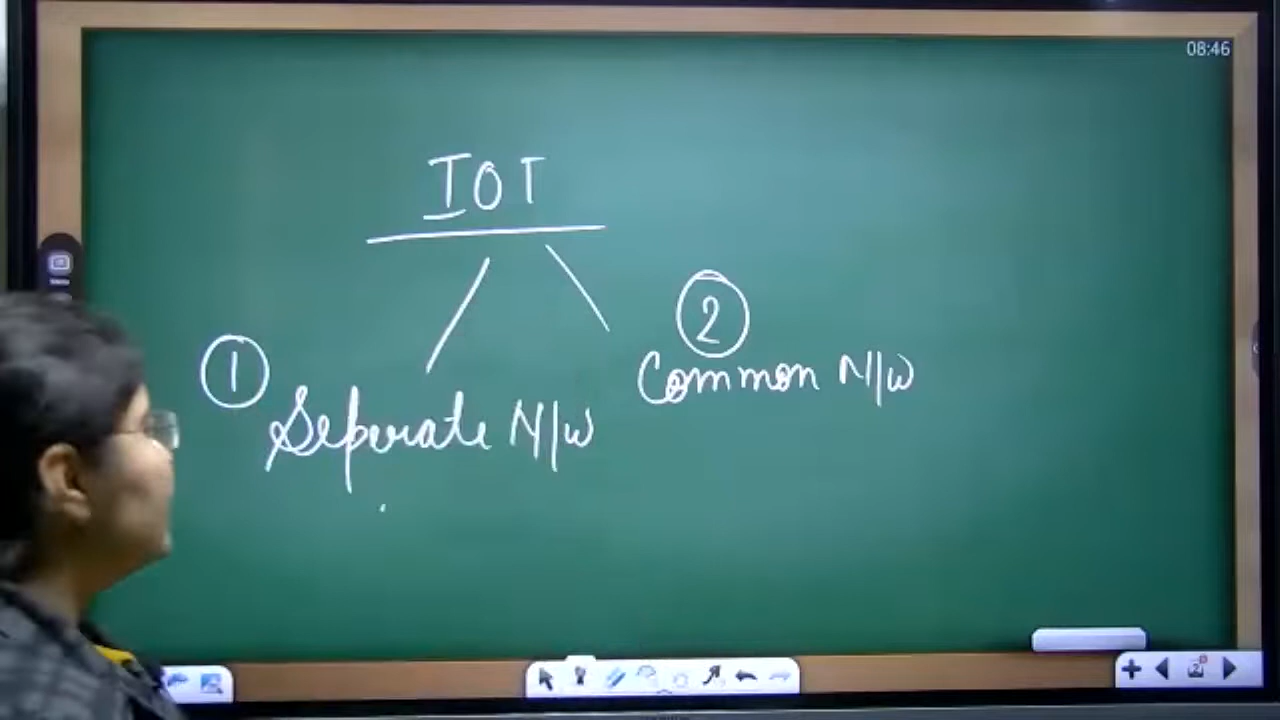 08:46
IOT
①
Seperate N/w
②
Common N/w